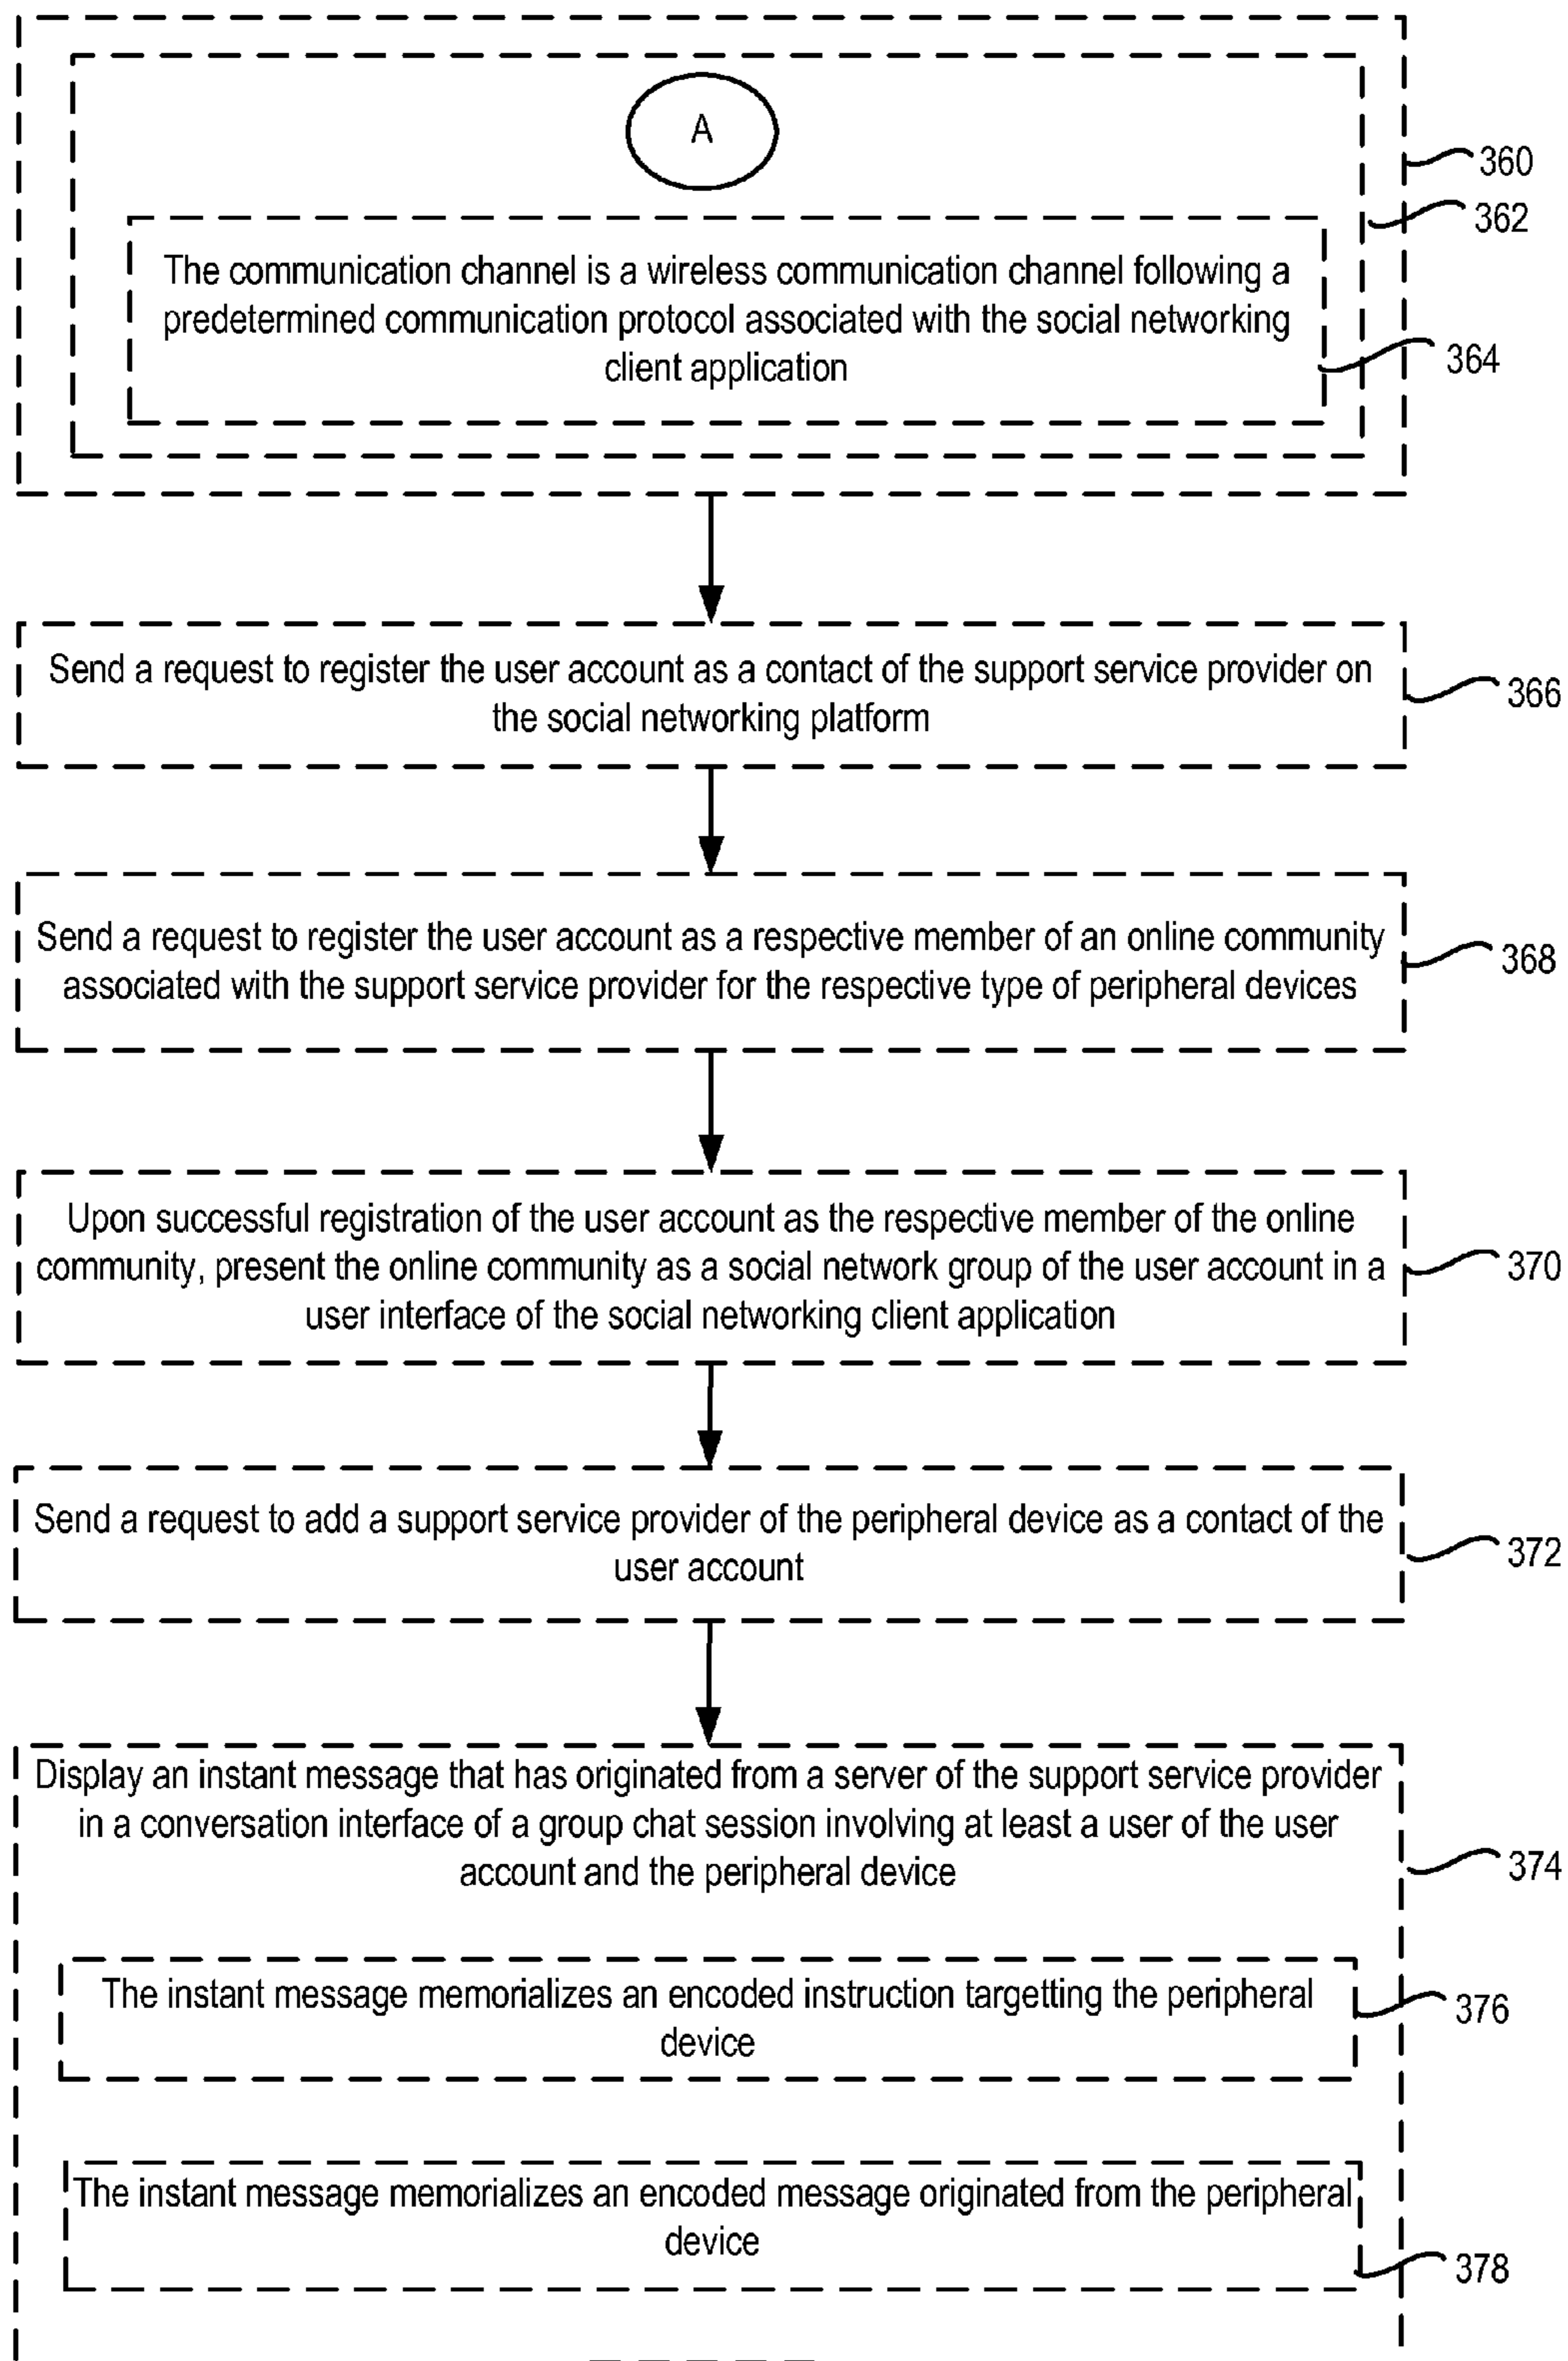 A
360
362
The communication channel is a wireless communication channel following a
predetermined communication protocol associated with the social networking
client application
364
Send a request to register the user account as a contact of the support service provider on
the social networking platform
366
Send a request to register the user account as a respective member of an online community
associated with the support service provider for the respective type of peripheral devices
368
Upon successful registration of the user account as the respective member of the online
community, present the online community as a social network group of the user account in a
user interface of the social networking client application
370
Send a request to add a support service provider of the peripheral device as a contact of the
user account
372
Display an instant message that has originated from a server of the support service provider
in a conversation interface of a group chat session involving at least a user of the user
account and the peripheral device
374
The instant message memorializes an encoded instruction targetting the peripheral
device
376
The instant message memorializes an encoded message originated from the peripheral
device
378